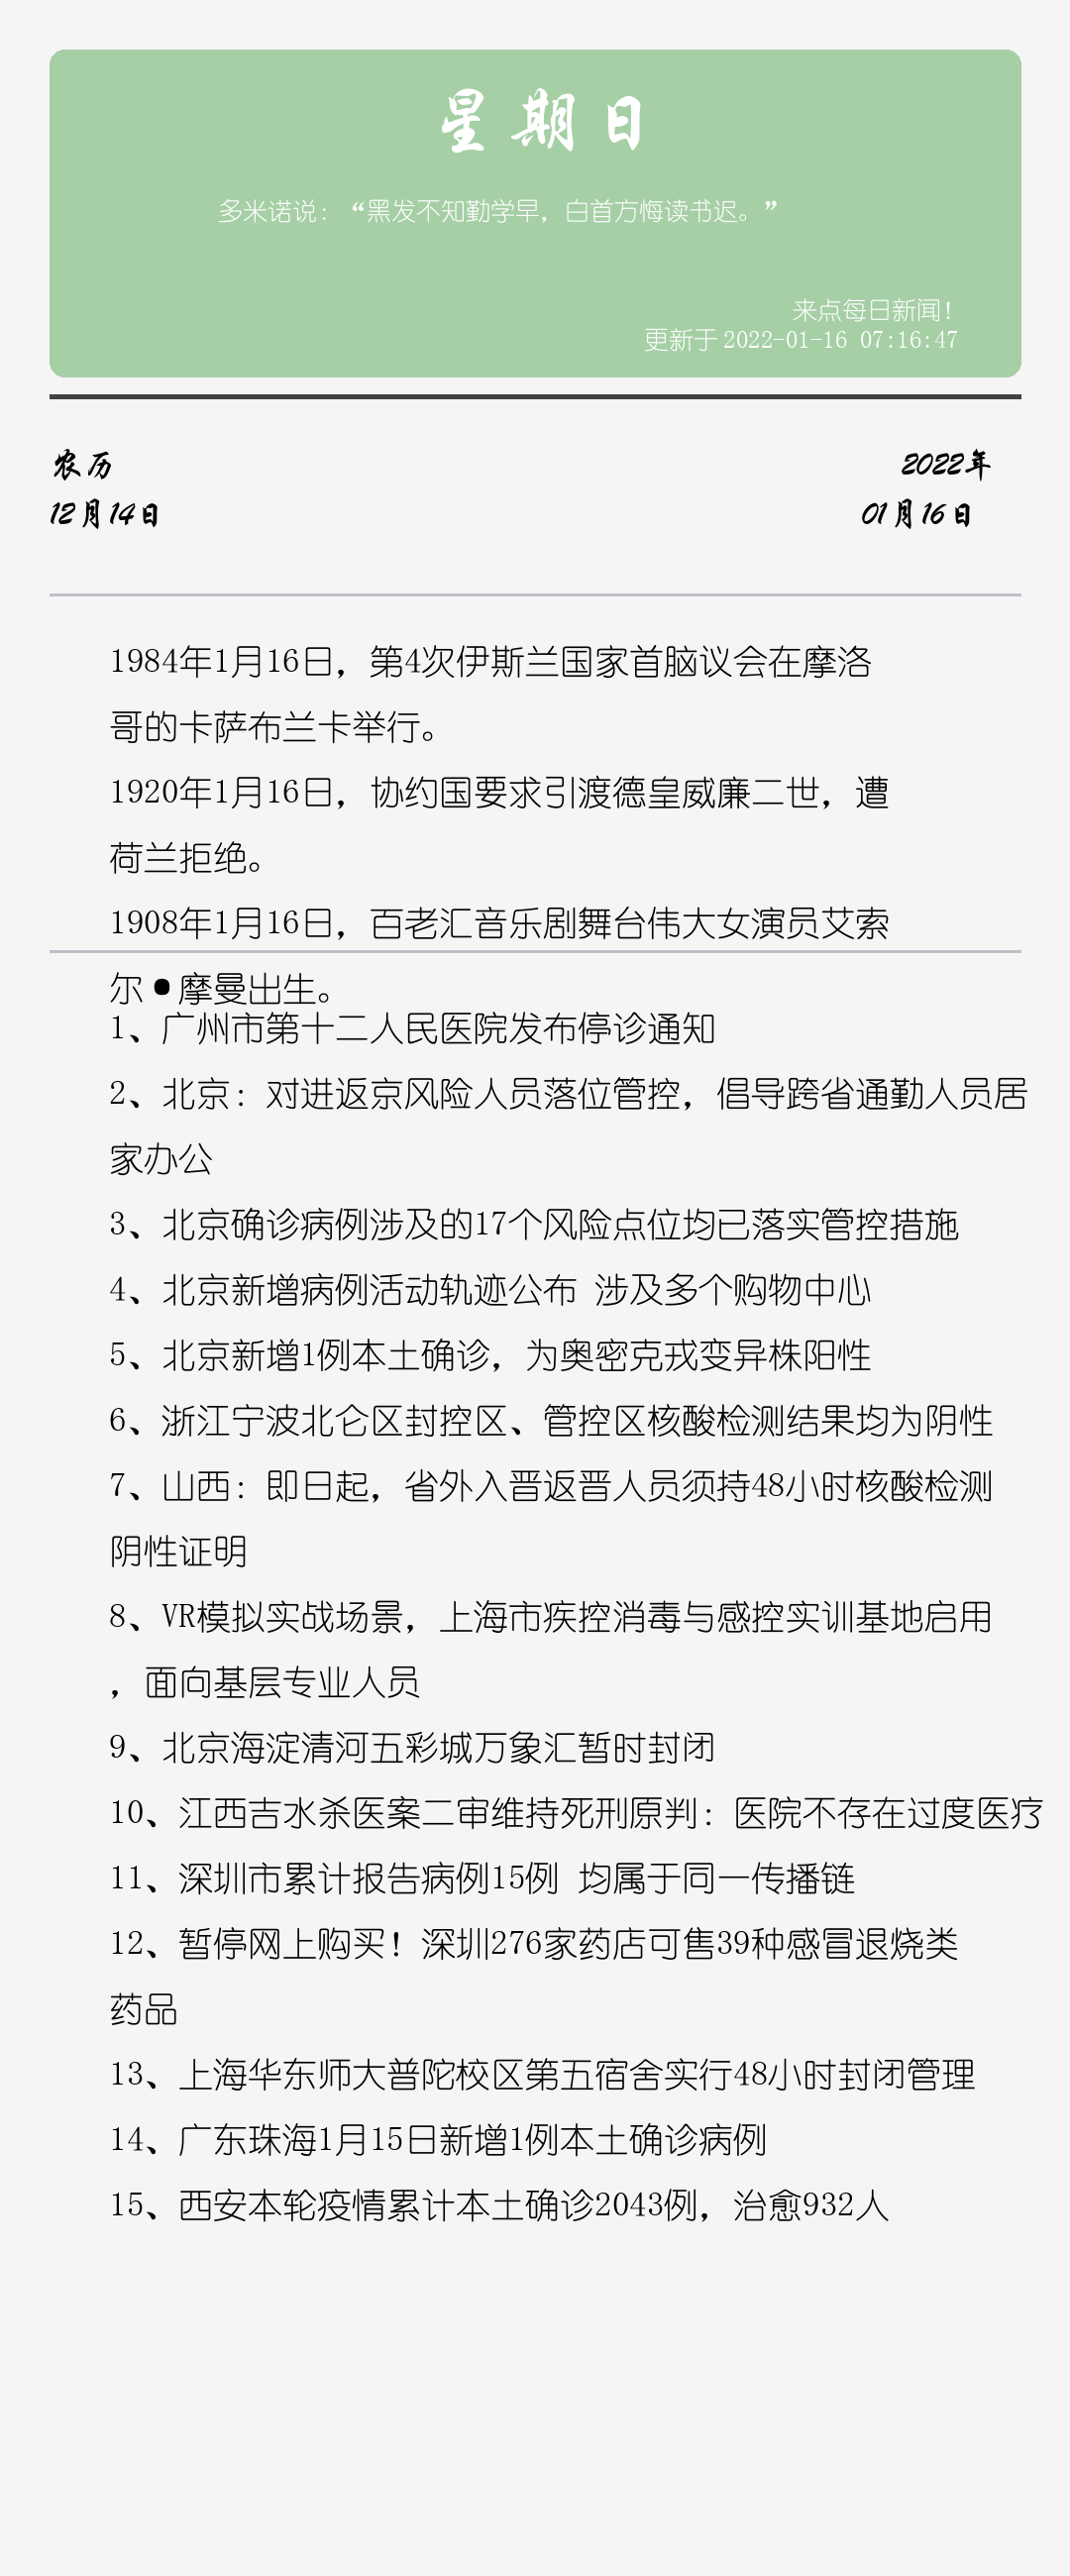 星期日
多米诺说：“黑发不知勤学早，白首方悔读书迟。”
来点每日新闻！
更新于 2022-01-16 07:16:47
农历
2022年
12月14日
01月16日
1984年1月16日，第4次伊斯兰国家首脑议会在摩洛
哥的卡萨布兰卡举行。
1920年1月16日，协约国要求引渡德皇威廉二世，遭
荷兰拒绝。
1908年1月16日，百老汇音乐剧舞台伟大女演员艾索
尔•摩曼出生。
1、广州市第十二人民医院发布停诊通知
2、北京：对进返京风险人员落位管控，倡导跨省通勤人员居
家办公
3、北京确诊病例涉及的17个风险点位均已落实管控措施
4、北京新增病例活动轨迹公布 涉及多个购物中心
5、北京新增1例本土确诊，为奥密克戎变异株阳性
6、浙江宁波北仑区封控区、管控区核酸检测结果均为阴性
7、山西：即日起，省外入晋返晋人员须持48小时核酸检测
阴性证明
8、VR模拟实战场景，上海市疾控消毒与感控实训基地启用
，面向基层专业人员
9、北京海淀清河五彩城万象汇暂时封闭
10、江西吉水杀医案二审维持死刑原判：医院不存在过度医疗
11、深圳市累计报告病例15例 均属于同一传播链
12、暂停网上购买！深圳276家药店可售39种感冒退烧类
药品
13、上海华东师大普陀校区第五宿舍实行48小时封闭管理
14、广东珠海1月15日新增1例本土确诊病例
15、西安本轮疫情累计本土确诊2043例，治愈932人